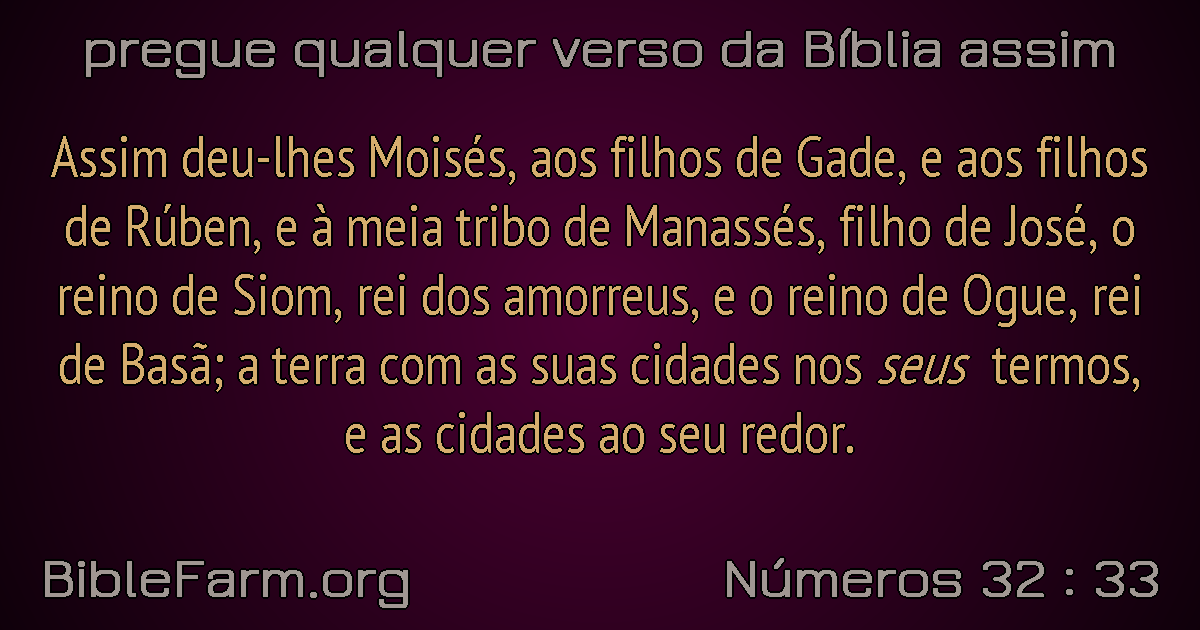 pregue qualquer verso da Bíblia assim
Assim deu-lhes Moisés, aos filhos de Gade, e aos filhos
de Rúben, e à meia tribo de Manassés, filho de José, o
reino de Siom, rei dos amorreus, e o reino de Ogue, rei
de Basã; a terra com as suas cidades nos seus termos,
e as cidades ao seu redor.
BibleFarm.org
Números 32 : 33